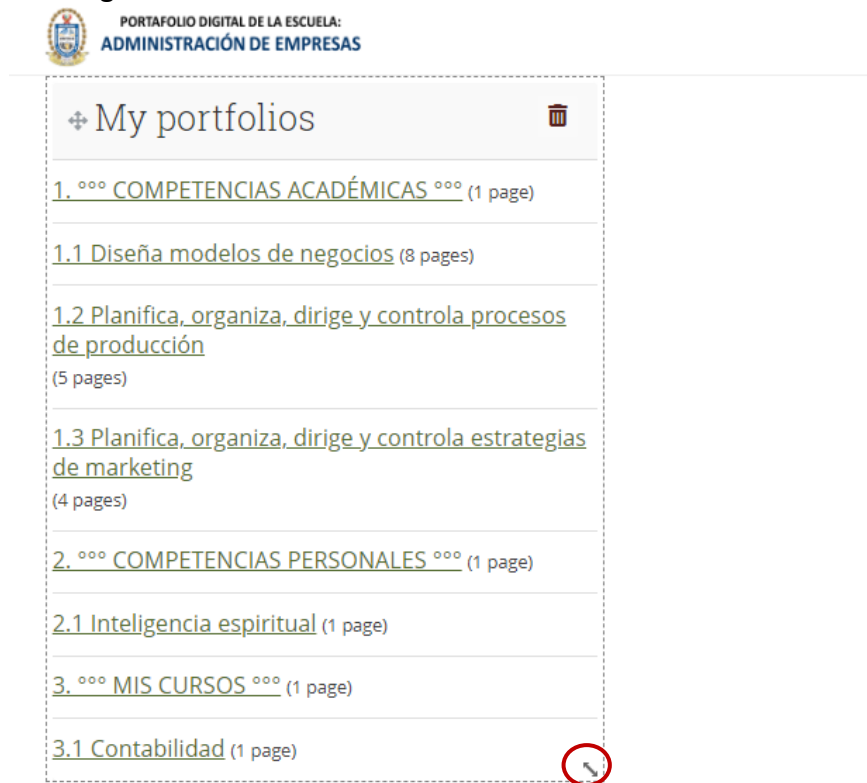 PORTAFOLIO DIGITAL DE LA ESCUELA:
ADMINISTRACIÓN DE EMPRESAS
My portfolios
1. °°° COMPETENCIAS ACADÉMICAS °°° (1 page)
1.1 Diseña modelos de negocios (8 pages)
1.2 Planifica, organiza, dirige y controla procesos
de producción
(5 pages)
1.3 Planifica, organiza, dirige y controla estrategias
de marketing
(4 pages)
2. °°° COMPETENCIAS PERSONALES °°° (1 page)
2.1 Inteligencia espiritual (1 page)
3. °°° MIS CURSOS °°° (1 page)
3.1 Contabilidad (1 page)